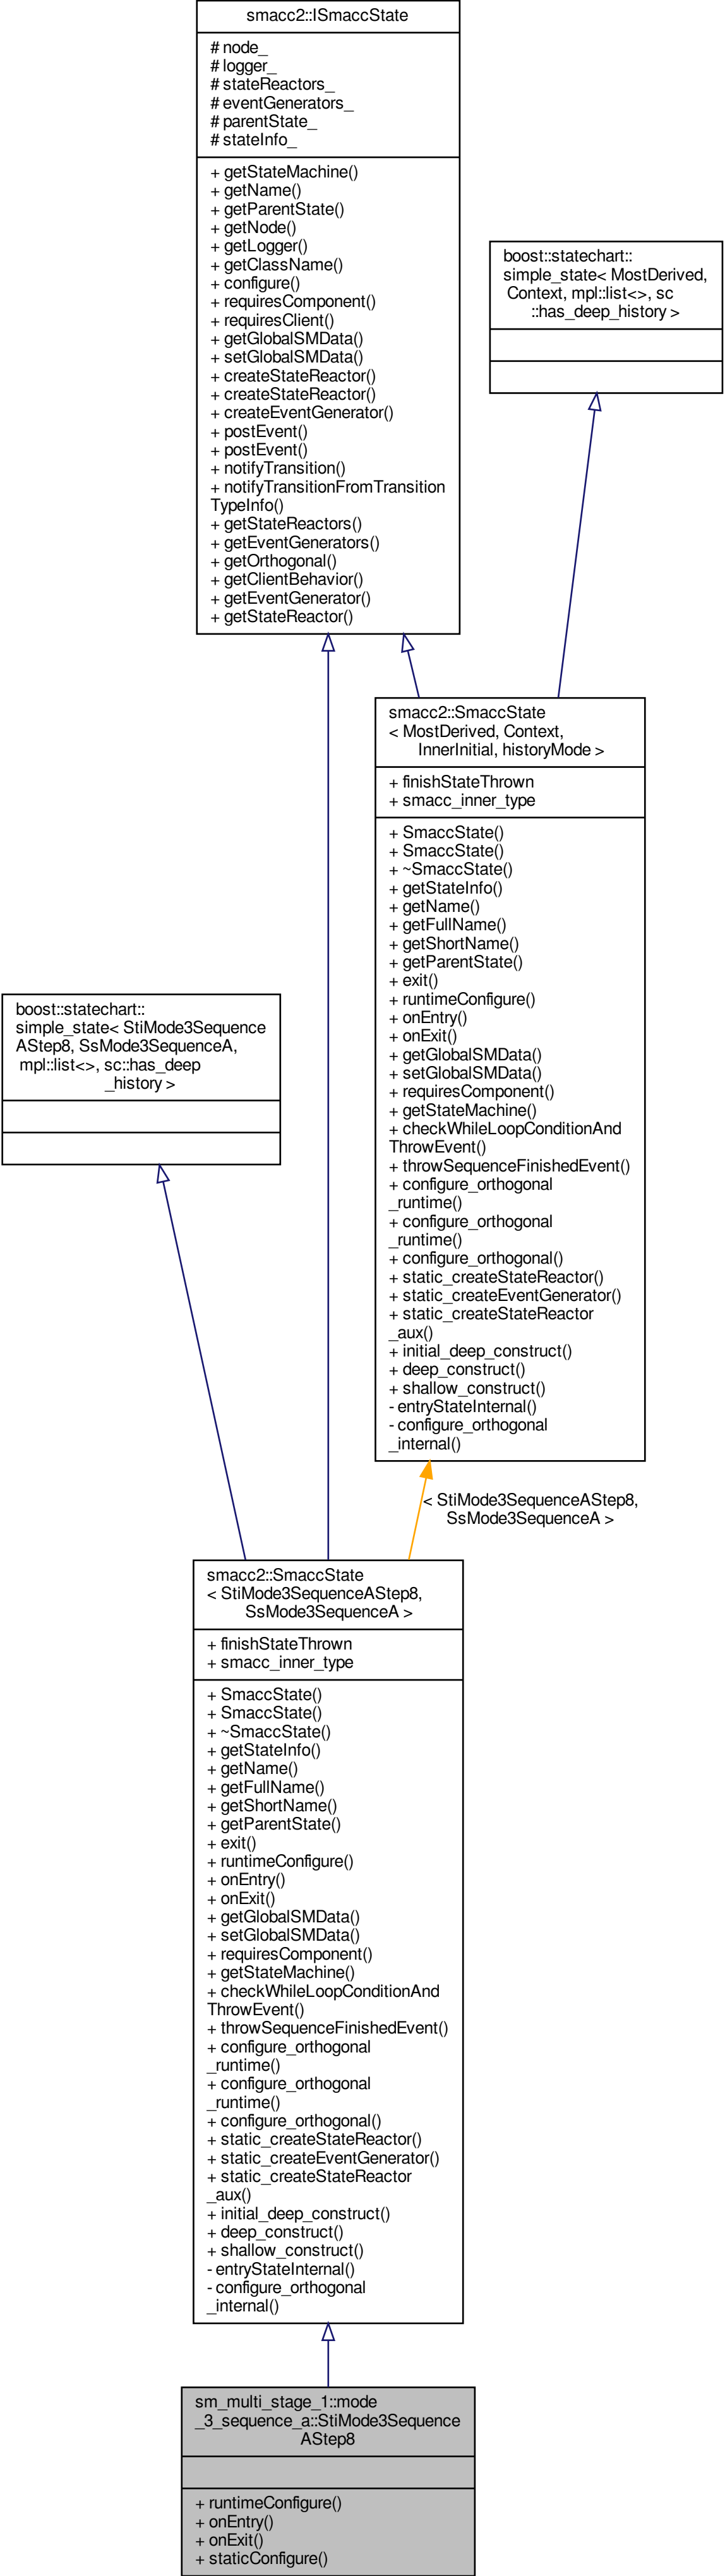 smacc2::ISmaccState
# node_
# logger_
# stateReactors_
# eventGenerators_
# parentState_
# stateInfo_
+ getStateMachine()
+ getName()
+ getParentState()
+ getNode()
+ getLogger()
+ getClassName()
+ configure()
+ requiresComponent()
+ requiresClient()
+ getGlobalSMData()
+ setGlobalSMData()
+ createStateReactor()
+ createStateReactor()
+ createEventGenerator()
+ postEvent()
+ postEvent()
+ notifyTransition()
+ notifyTransitionFromTransition
TypeInfo()
+ getStateReactors()
+ getEventGenerators()
+ getOrthogonal()
+ getClientBehavior()
+ getEventGenerator()
+ getStateReactor()
boost::statechart::
simple_state< MostDerived,
Context, mpl::list<>, sc
::has_deep_history >
smacc2::SmaccState
< MostDerived, Context,
InnerInitial, historyMode >
+ finishStateThrown
+ smacc_inner_type
+ SmaccState()
+ SmaccState()
+ ~SmaccState()
+ getStateInfo()
+ getName()
+ getFullName()
+ getShortName()
+ getParentState()
+ exit()
+ runtimeConfigure()
+ onEntry()
+ onExit()
+ getGlobalSMData()
+ setGlobalSMData()
+ requiresComponent()
+ getStateMachine()
+ checkWhileLoopConditionAnd
ThrowEvent()
+ throwSequenceFinishedEvent()
+ configure_orthogonal
_runtime()
+ configure_orthogonal
_runtime()
+ configure_orthogonal()
+ static_createStateReactor()
+ static_createEventGenerator()
+ static_createStateReactor
_aux()
+ initial_deep_construct()
+ deep_construct()
+ shallow_construct()
- entryStateInternal()
- configure_orthogonal
_internal()
boost::statechart::
simple_state< StiMode3Sequence
AStep8, SsMode3SequenceA,
mpl::list<>, sc::has_deep
_history >
< StiMode3SequenceAStep8,
SsMode3SequenceA >
smacc2::SmaccState
< StiMode3SequenceAStep8,
SsMode3SequenceA >
+ finishStateThrown
+ smacc_inner_type
+ SmaccState()
+ SmaccState()
+ ~SmaccState()
+ getStateInfo()
+ getName()
+ getFullName()
+ getShortName()
+ getParentState()
+ exit()
+ runtimeConfigure()
+ onEntry()
+ onExit()
+ getGlobalSMData()
+ setGlobalSMData()
+ requiresComponent()
+ getStateMachine()
+ checkWhileLoopConditionAnd
ThrowEvent()
+ throwSequenceFinishedEvent()
+ configure_orthogonal
_runtime()
+ configure_orthogonal
_runtime()
+ configure_orthogonal()
+ static_createStateReactor()
+ static_createEventGenerator()
+ static_createStateReactor
_aux()
+ initial_deep_construct()
+ deep_construct()
+ shallow_construct()
- entryStateInternal()
- configure_orthogonal
_internal()
sm_multi_stage_1::mode
_3_sequence_a::StiMode3Sequence
AStep8
+ runtimeConfigure()
+ onEntry()
+ onExit()
+ staticConfigure()